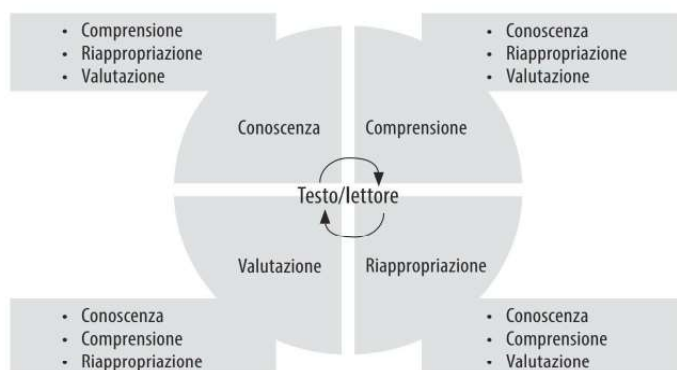 • Comprensione
• Riappropriazione
• Valutazione
• Conoscenza
• Riappropriazione
• Valutazione
Conoscenza
Comprensione
Testo/lettore
Valutazione
Riappropriazione
• Conoscenza
• Comprensione
• Riappropriazione
• Conoscenza
• Comprensione
• Valutazione